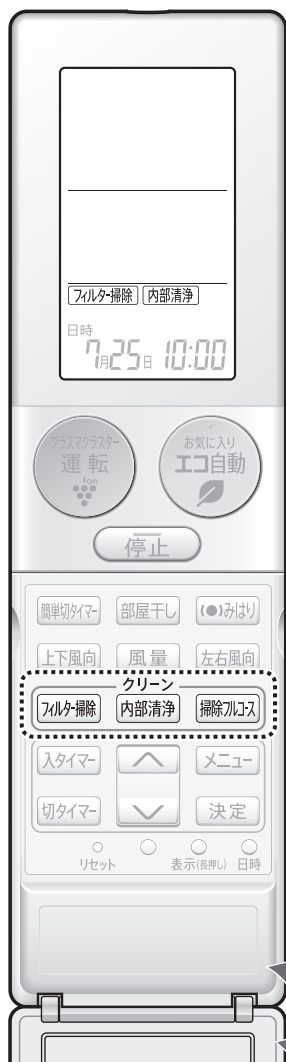 フィルター掃除 内部清浄
日時
7月25日 10:00
プラズマクラスター
運転
ion
お気に入り
エコ自動
停止
簡単切タイマー 部屋干し みはり
上下風向 風量 左右風向
クリーン
フィルター掃除 内部清浄 掃除フルコース
入タイマー メニュー
切タイマー 決定
リセット 表示(長押し) 日時